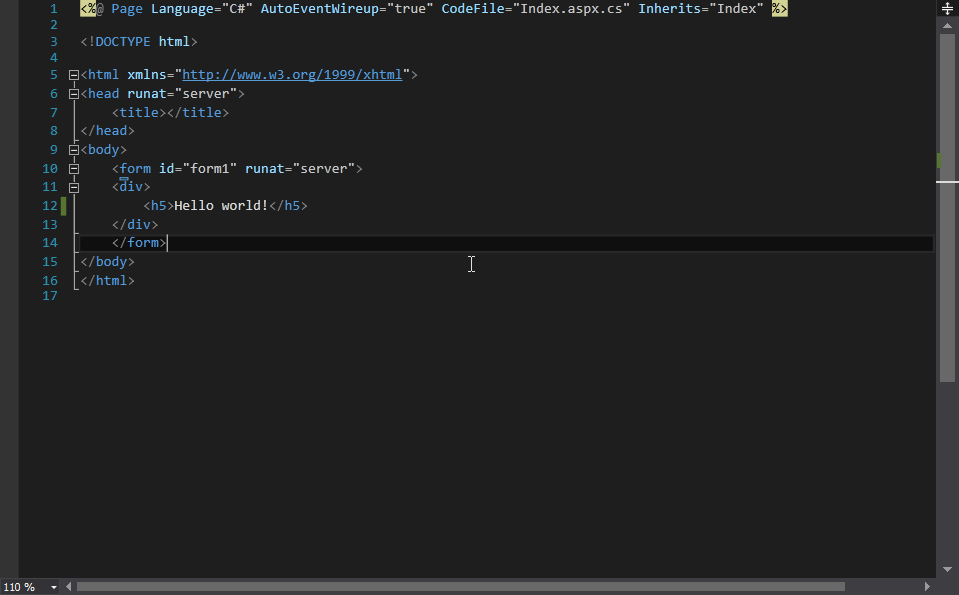 1 <%@ Page Language="C#" AutoEventWireup="true" CodeFile="Index.aspx.cs" Inherits="Index" %>
2
3 <!DOCTYPE html>
4
5 <html xmlns="http://www.w3.org/1999/xhtml">
6 <head runat="server">
7 <title></title>
8 </head>
9 <body>
10 <form id="form1" runat="server">
11 <div>
12 <h5>Hello world!</h5>
13 </div>
14 </form>
15 </body>
16 </html>
17
110 %